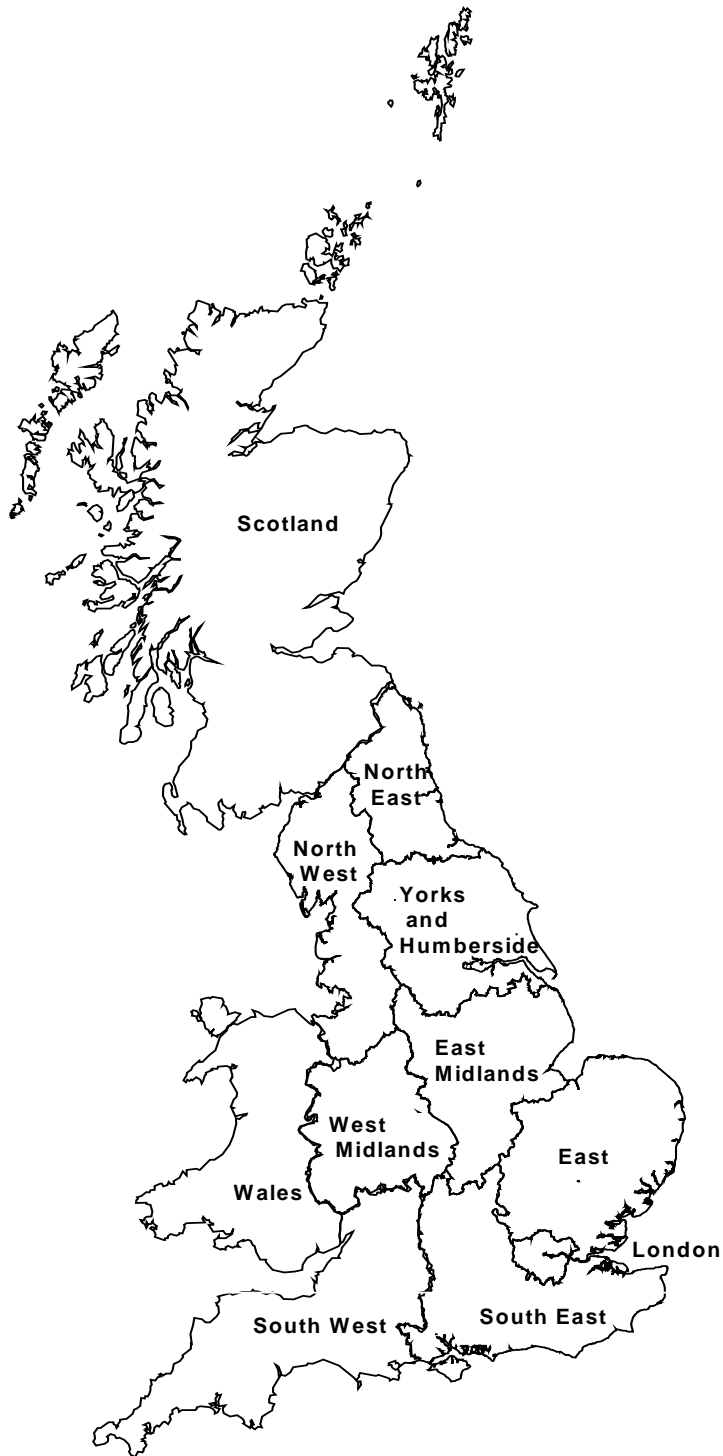 Scotland
North
East
North
West
Yorks
and
Humberside
East
Midlands
West
Midlands
East
Wales
London
South East
South West